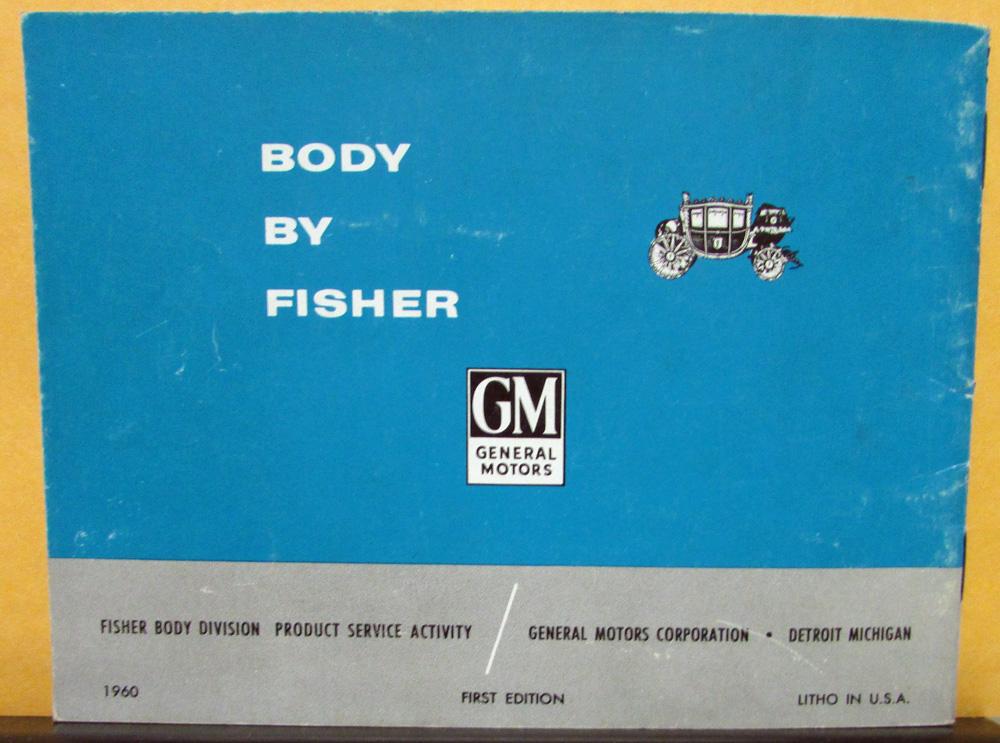 BODY
BY
FISHER
GM
GENERAL
MOTORS
FISHER BODY DIVISION PRODUCT SERVICE ACTIVITY / GENERAL MOTORS CORPORATION • DETROIT MICHIGAN
1960 FIRST EDITION LITHO IN U.S.A.